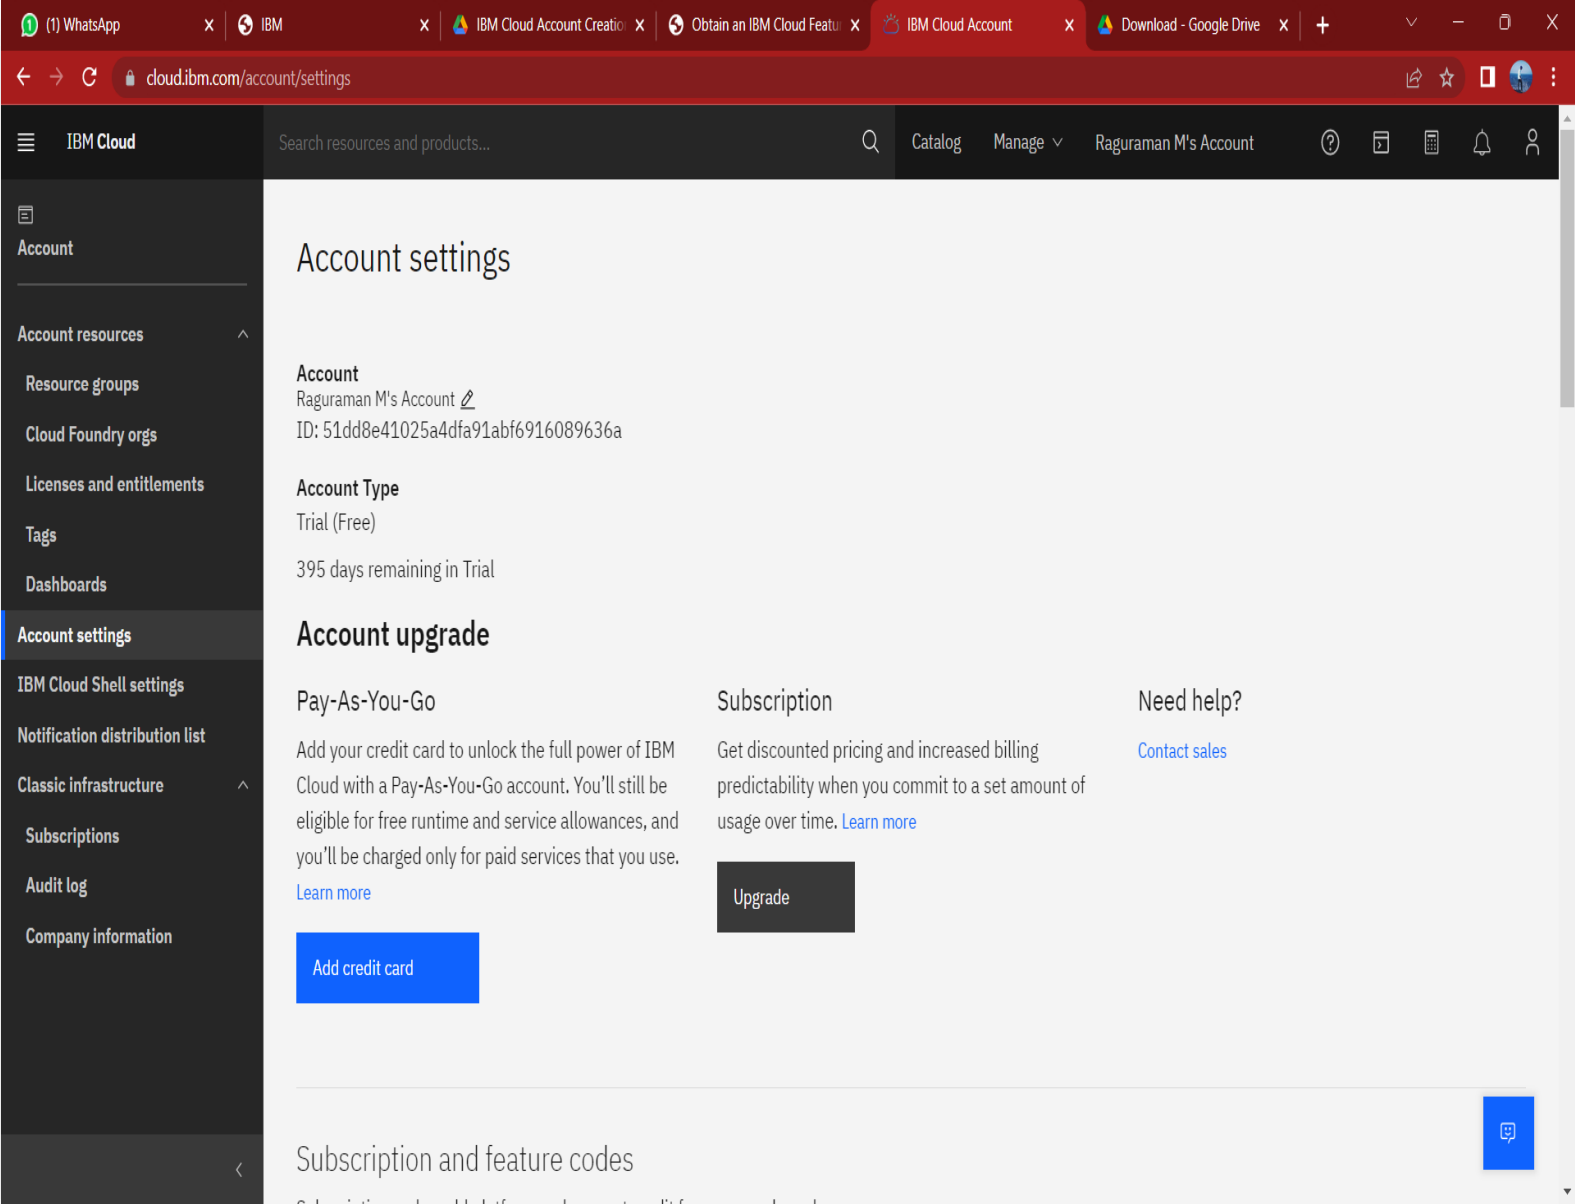 (1) WhatsApp
IBM
IBM Cloud Account Creation
Obtain an IBM Cloud Featur
IBM Cloud Account
Download - Google Drive
cloud.ibm.com/account/settings
IBM Cloud
Search resources and products...
Catalog
Manage
Raguraman M's Account
Account
Account resources
Resource groups
Cloud Foundry orgs
Licenses and entitlements
Tags
Dashboards
Account settings
IBM Cloud Shell settings
Notification distribution list
Classic infrastructure
Subscriptions
Audit log
Company information
Account settings
Account
Raguraman M's Account
ID: 51dd8e41025a4dfa91abf6916089636a
Account Type
Trial (Free)
395 days remaining in Trial
Account upgrade
Pay-As-You-Go
Add your credit card to unlock the full power of IBM
Cloud with a Pay-As-You-Go account. You'll still be
eligible for free runtime and service allowances, and
you'll be charged only for paid services that you use.
Learn more
Add credit card
Subscription
Get discounted pricing and increased billing
predictability when you commit to a set amount of
usage over time. Learn more
Upgrade
Need help?
Contact sales
Subscription and feature codes